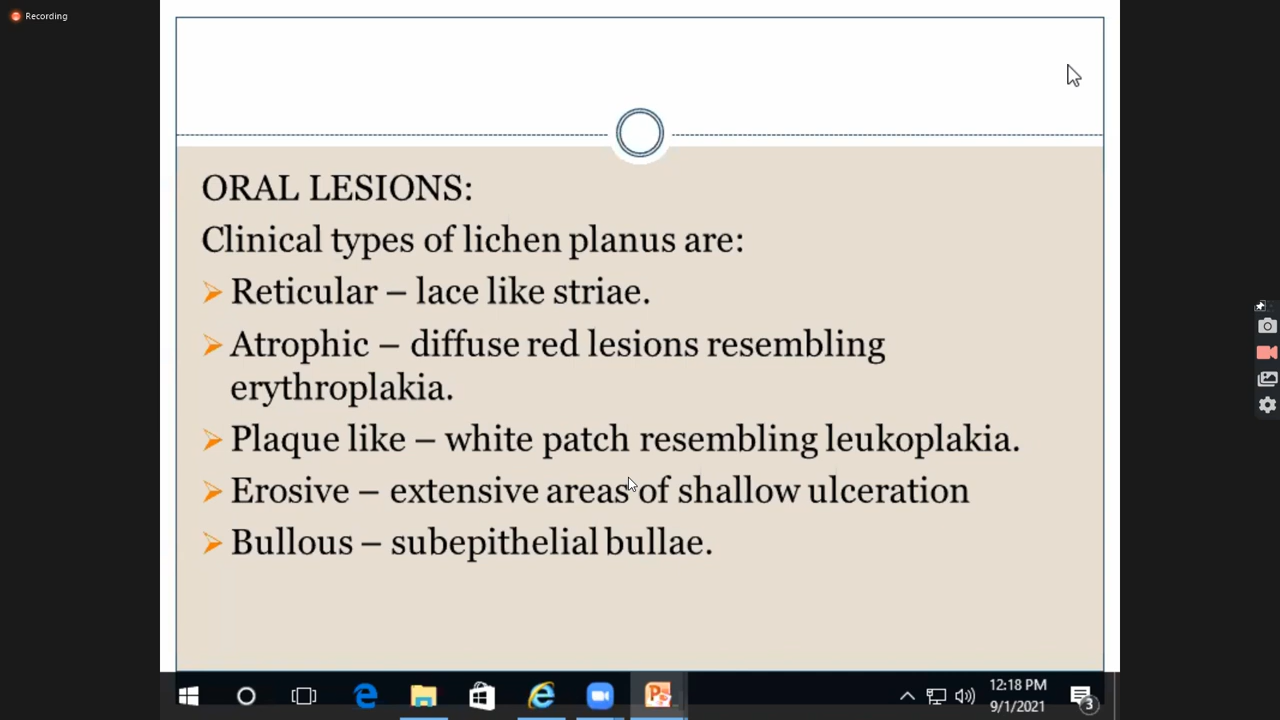 Recording
ORAL LESIONS:
Clinical types of lichen planus are:
Reticular – lace like striae.
Atrophic – diffuse red lesions resembling
erythroplakia.
Plaque like – white patch resembling leukoplakia.
Erosive – extensive areas of shallow ulceration
Bullous – subepithelial bullae.
12:18 PM
9/1/2021
3